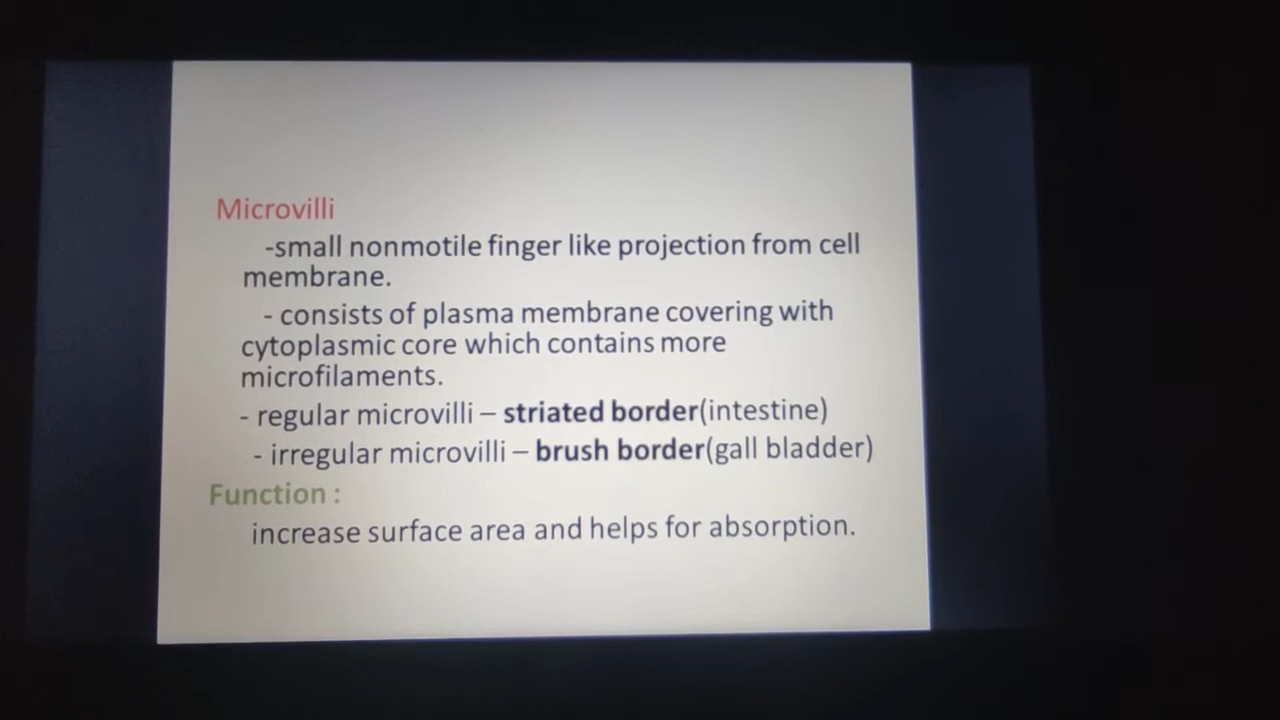 Microvilli
-small nonmotile finger like projection from cell
membrane.
- consists of plasma membrane covering with
cytoplasmic core which contains more
microfilaments.
- regular microvilli – striated border(intestine)
- irregular microvilli – brush border(gall bladder)
Function :
increase surface area and helps for absorption.